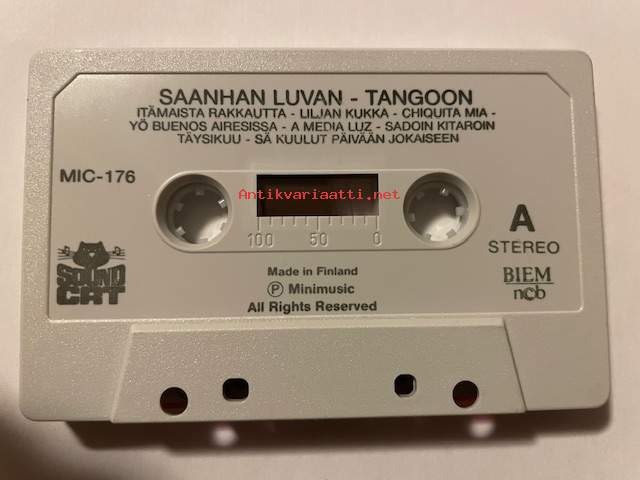 SAANHAN LUVAN - TANGOON
ITÄMAISTA RAKKAUTTA - LILJAN KUKKA - CHIQUITA MIA -
YÖ BUENOS AIRESISSA - A MEDIA LUZ - SADOIN KITAROIN
TÄYSIKUU - SÄ KUULUT PÄIVÄÄN JOKAISEEN
MIC-176
Antikvariaatti.net
100 50 0
A
STEREO
SOUND
CAT
BIEM
ncb
Made in Finland
Ⓟ Minimusic
All Rights Reserved